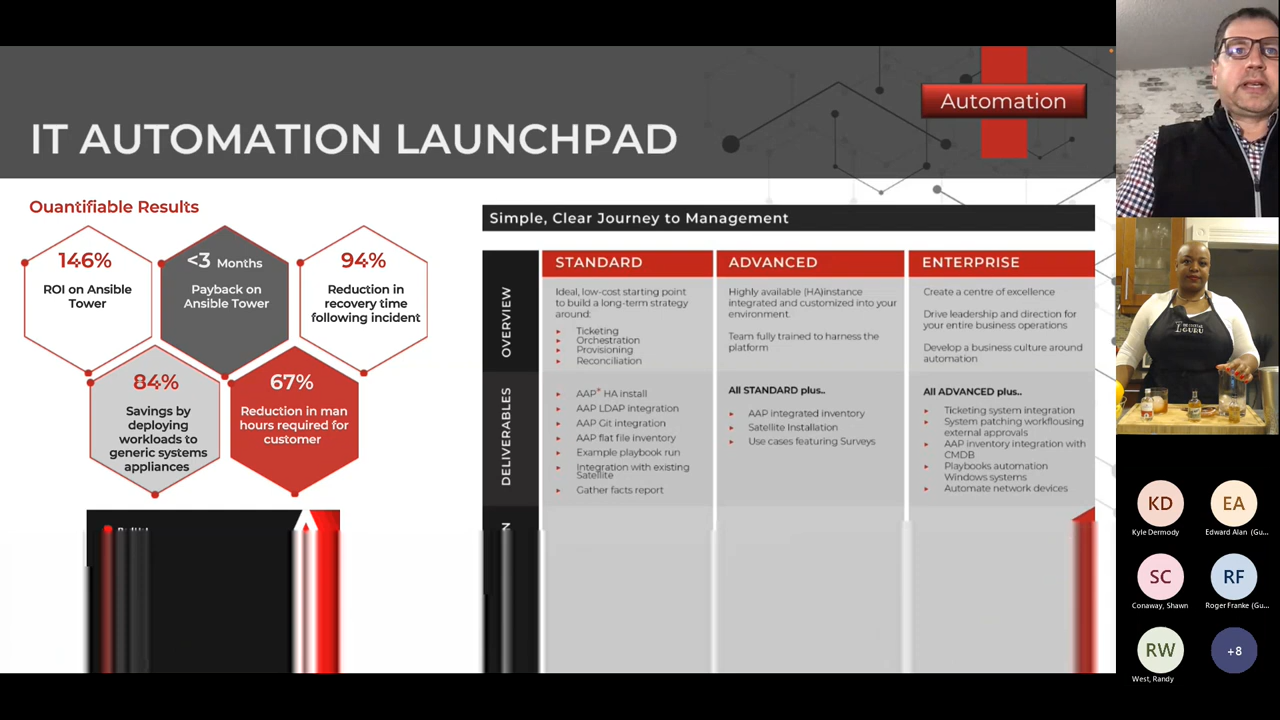 IT AUTOMATION LAUNCHPAD
Automation
Quantifiable Results
146%
ROI on Ansible
Tower
<3 Months
Payback on
Ansible Tower
94%
Reduction in
recovery time
following incident
84%
Savings by
deploying
workloads to
generic systems
appliances
67%
Reduction in man
hours required for
customer
Simple, Clear Journey to Management
STANDARD
ADVANCED
ENTERPRISE
OVERVIEW
Ideal, low-cost starting point
to build a long-term strategy
around:
Ticketing
Orchestration
Provisioning
Reconciliation
Highly available (HA)instance
integrated and customized into your
environment.
Team fully trained to harness the
platform
Create a centre of excellence
Drive leadership and direction for
your entire business operations
Develop a business culture around
automation
DELIVERABLES
AAP* HA install
AAP LDAP integration
AAP Git integration
AAP flat file inventory
Example playbook run
Integration with existing
Satellite
Gather facts report
All STANDARD plus..
AAP integrated inventory
Satellite Installation
Use cases featuring Surveys
All ADVANCED plus..
Ticketing system integration
System patching workflousing
external approvals
AAP inventory integration with
CMDB
Playbooks automation
Windows systems
Automate network devices
N
GURU
KD
Kyle Dermody
EA
Edward Alan (Gu...
SC
Conaway, Shawn
RF
Roger Franke (Gu...
RW
West, Randy
+8